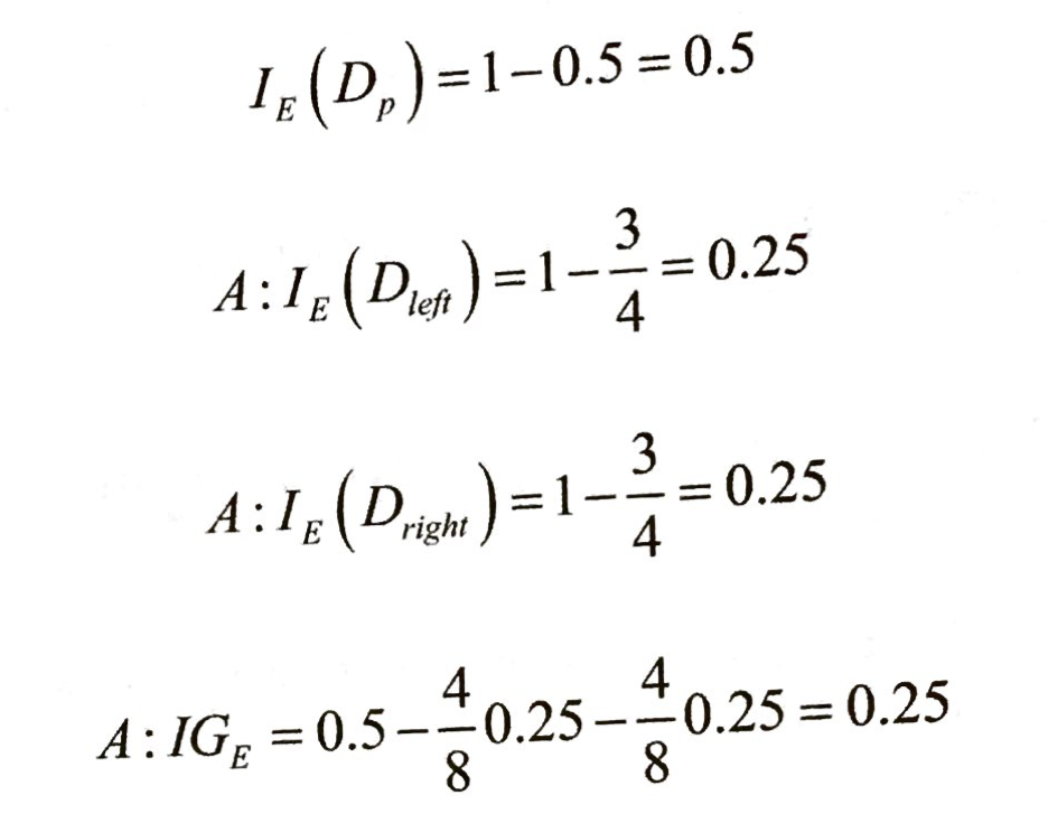 I_E(D_p) = 1 − 0.5 = 0.5
A: I_E(D_left) = 1 − 3/4 = 0.25
A: I_E(D_right) = 1 − 3/4 = 0.25
A: IG_E = 0.5 − 4/8 0.25 − 4/8 0.25 = 0.25